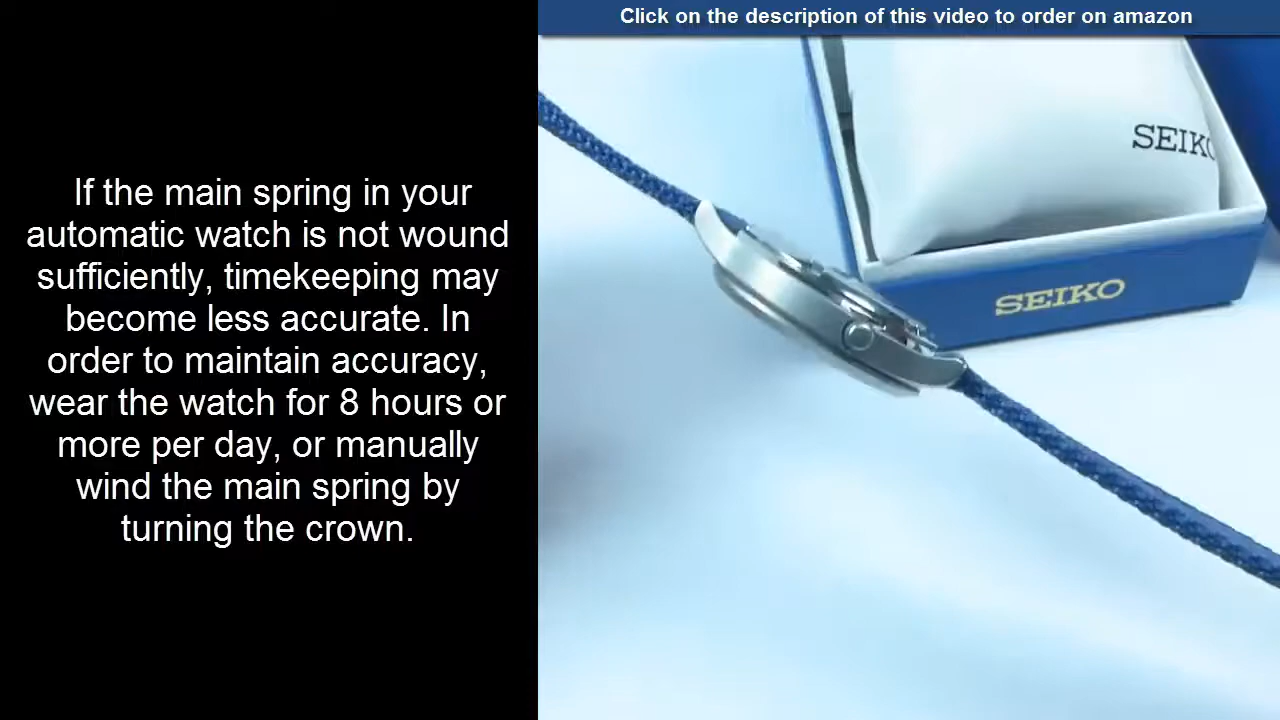 Click on the description of this video to order on amazon
If the main spring in your
automatic watch is not wound
sufficiently, timekeeping may
become less accurate. In
order to maintain accuracy,
wear the watch for 8 hours or
more per day, or manually
wind the main spring by
turning the crown.
SEIKO
SEIKO